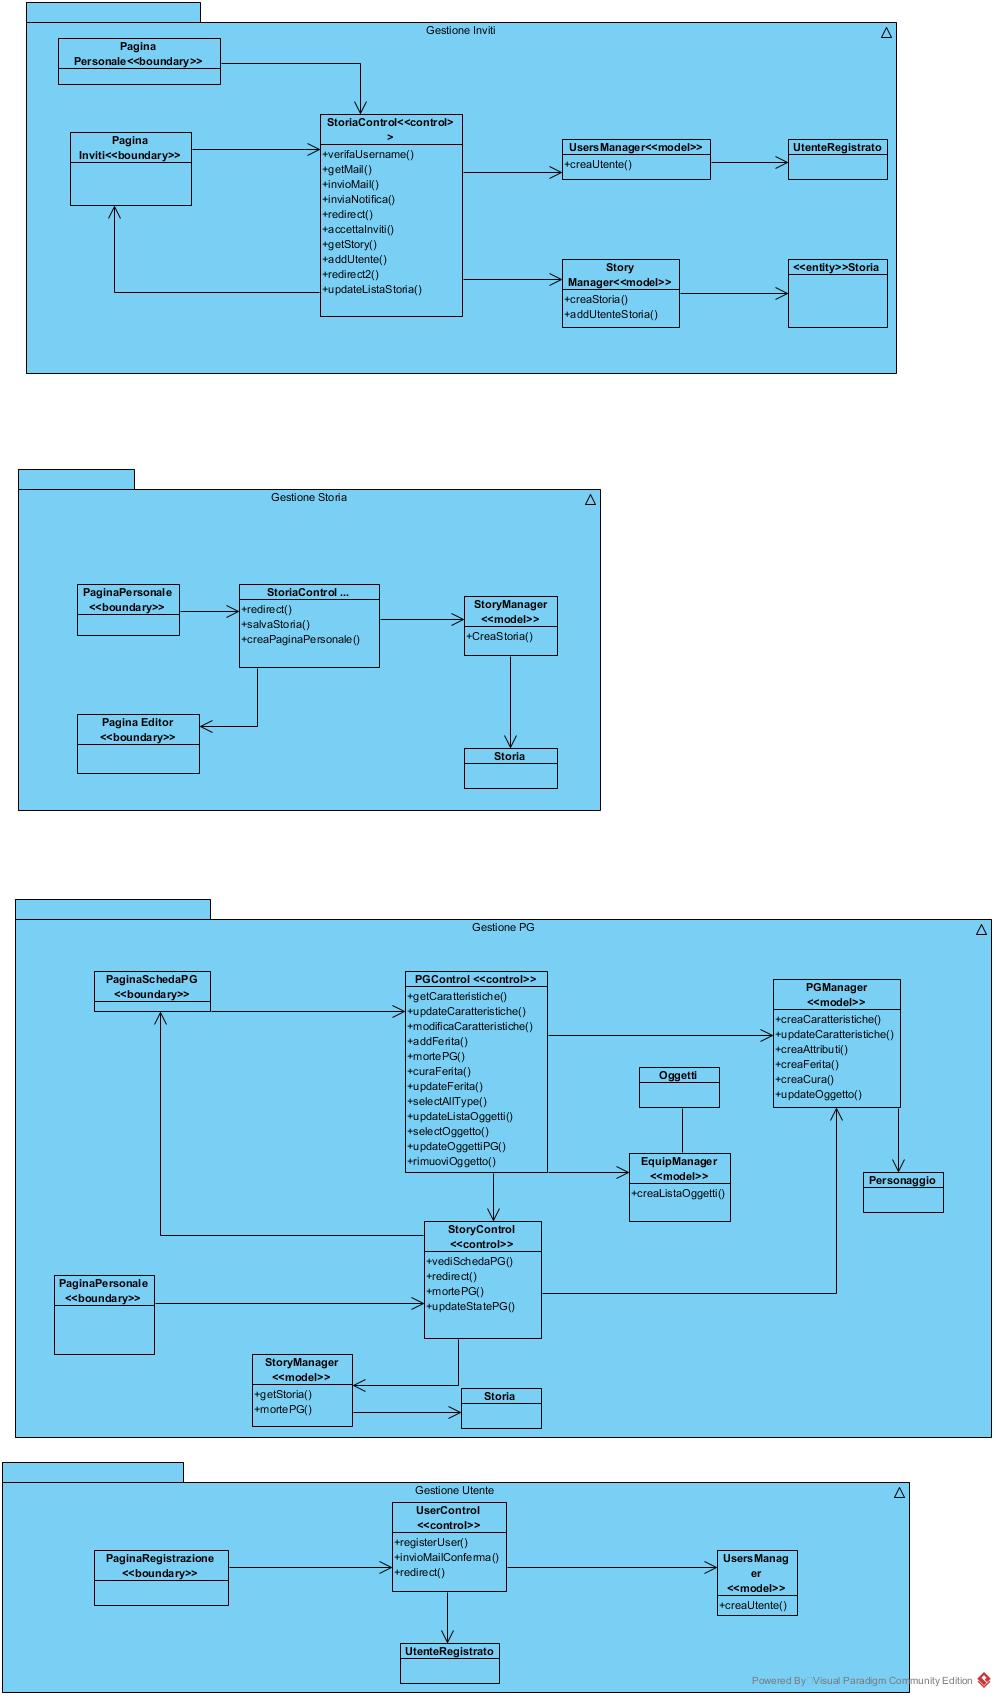 Gestione Inviti
Pagina
Personale<<boundary>>
Pagina
Inviti<<boundary>>
StoriaControl<<control>
>
+verifaUsername()
+getMail()
+invioMail()
+inviaNotifica()
+redirect()
+accettaInviti()
+getStory()
+addUtente()
+redirect2()
+updateListaStoria()
UsersManager<<model>>
+creaUtente()
UtenteRegistrato
Story
Manager<<model>>
+creaStoria()
+addUtenteStoria()
<<entity>>Storia
Gestione Storia
PaginaPersonale
<<boundary>>
StoriaControl ...
+redirect()
+salvaStoria()
+creaPaginaPersonale()
StoryManager
<<model>>
+CreaStoria()
Pagina Editor
<<boundary>>
Storia
Gestione PG
PaginaSchedaPG
<<boundary>>
PGControl <<control>>
+getCaratteristiche()
+updateCaratteristiche()
+modificaCaratteristiche()
+addFerita()
+mortePG()
+curaFerita()
+updateFerita()
+selectAllType()
+updateListaOggetti()
+selectOggetto()
+updateOggettiPG()
+rimuoviOggetto()
PGManager
<<model>>
+creaCaratteristiche()
+updateCaratteristiche()
+creaAttributi()
+creaFerita()
+creaCura()
+updateOggetto()
Oggetti
EquipManager
<<model>>
+creaListaOggetti()
Personaggio
StoryControl
<<control>>
+vediSchedaPG()
+redirect()
+mortePG()
+updateStatePG()
PaginaPersonale
<<boundary>>
StoryManager
<<model>>
+getStoria()
+mortePG()
Storia
Gestione Utente
UserControl
<<control>>
+registerUser()
+invioMailConferma()
+redirect()
PaginaRegistrazione
<<boundary>>
UsersManag
er
<<model>>
+creaUtente()
UtenteRegistrato
Powered By Visual Paradigm Community Edition